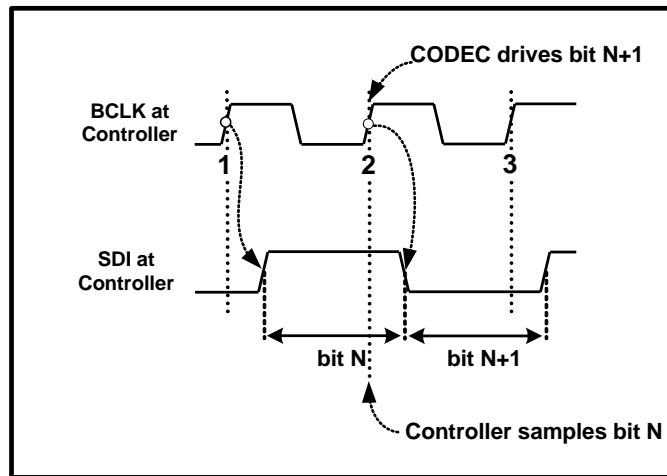 CODEC drives bit N+1
BCLK at
Controller
1
2
3
SDI at
Controller
bit N
bit N+1
Controller samples bit N